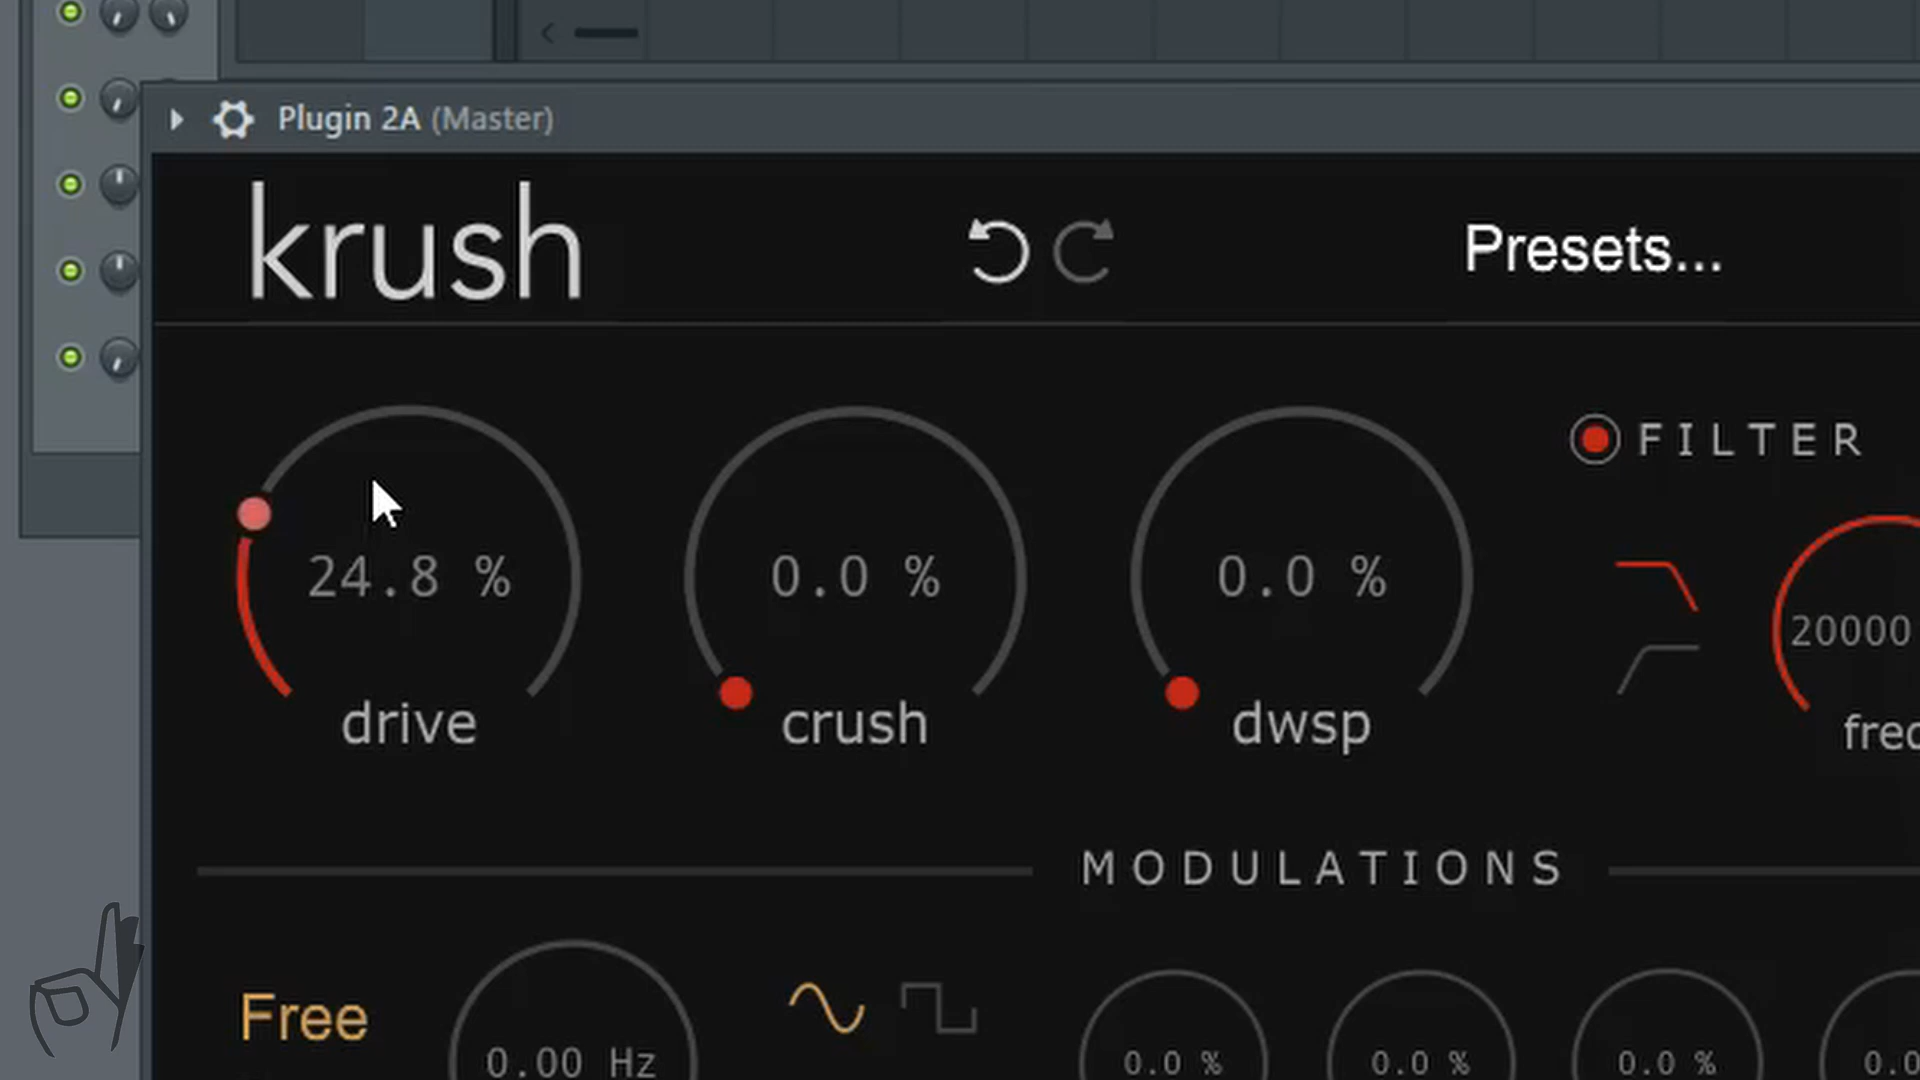 Plugin 2A (Master)
krush
Presets...
FILTER
24.8 %
0.0 %
0.0 %
20000
drive
crush
dwsp
MODULATIONS
Free
0.00 Hz
0.0 %
0.0 %
0.0 %